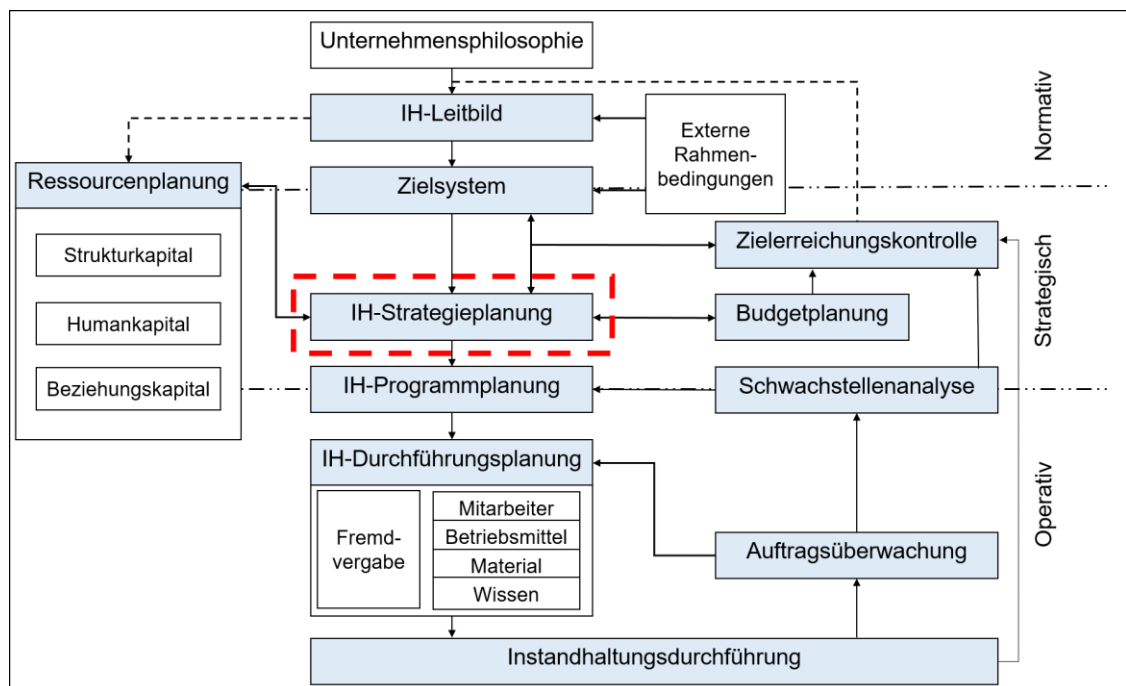 Unternehmensphilosophie
IH-Leitbild
Externe
Rahmen-
bedingungen
Normativ
Ressourcenplanung
Zielsystem
Strukturkapital
Humankapital
Beziehungskapital
Zielerreichungskontrolle
IH-Strategieplanung
Budgetplanung
Strategisch
IH-Programmplanung
Schwachstellenanalyse
IH-Durchführungsplanung
Fremd-
vergabe
Mitarbeiter
Betriebsmittel
Material
Wissen
Auftragsüberwachung
Operativ
Instandhaltungsdurchführung